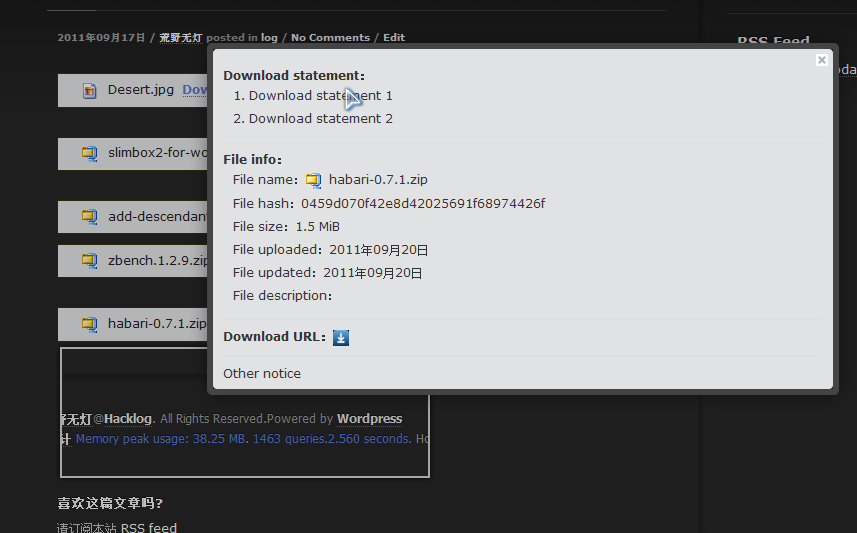 2011年09月17日 / 荒野无灯 posted in log / No Comments / Edit
RSS Feed
Desert.jpg
slimbox2-for-wo
add-descendant
zbench.1.2.9.zip
habari-0.7.1.zip
Download statement:
1. Download statement 1
2. Download statement 2
File info:
File name: habari-0.7.1.zip
File hash: 0459d070f42e8d42025691f68974426f
File size: 1.5 MiB
File uploaded: 2011年09月20日
File updated: 2011年09月20日
File description:
Download URL:
Other notice
野无灯@Hacklog. All Rights Reserved.Powered by Wordpress
计 Memory peak usage: 38.25 MB. 1463 queries.2.560 seconds. Ho
喜欢这篇文章吗?
请订阅本站 RSS feed